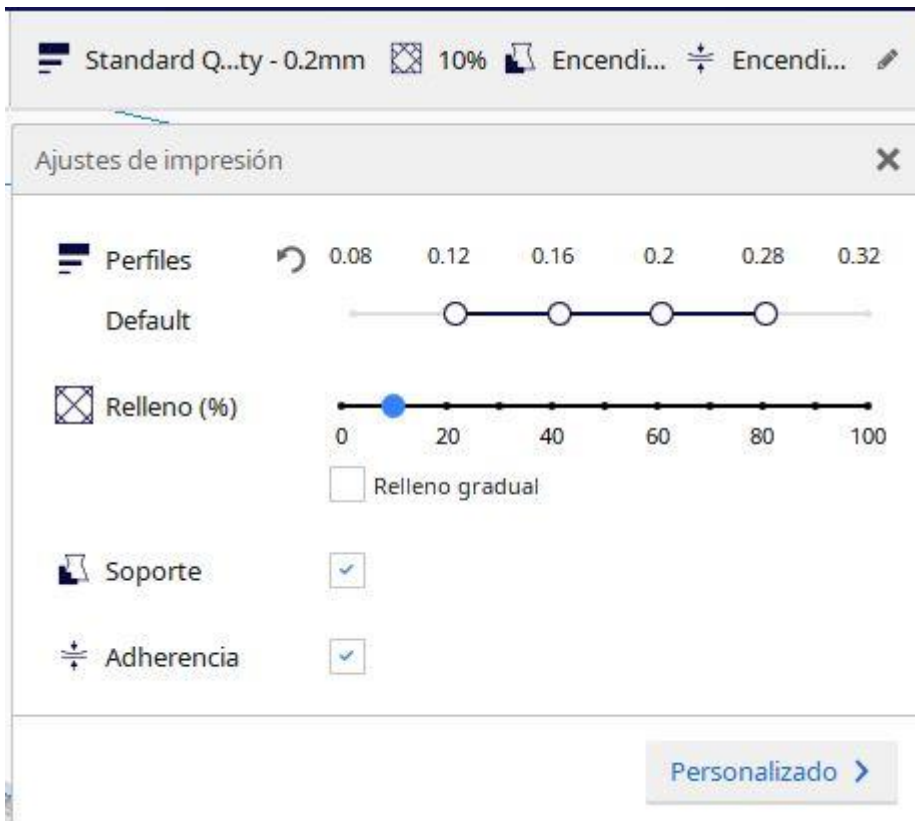 Standard Q...ty - 0.2mm 10% Encendi... Encendi...
Ajustes de impresión
Perfiles 0.08 0.12 0.16 0.2 0.28 0.32
Default
Relleno (%)
0 20 40 60 80 100
Relleno gradual
Soporte
Adherencia
Personalizado